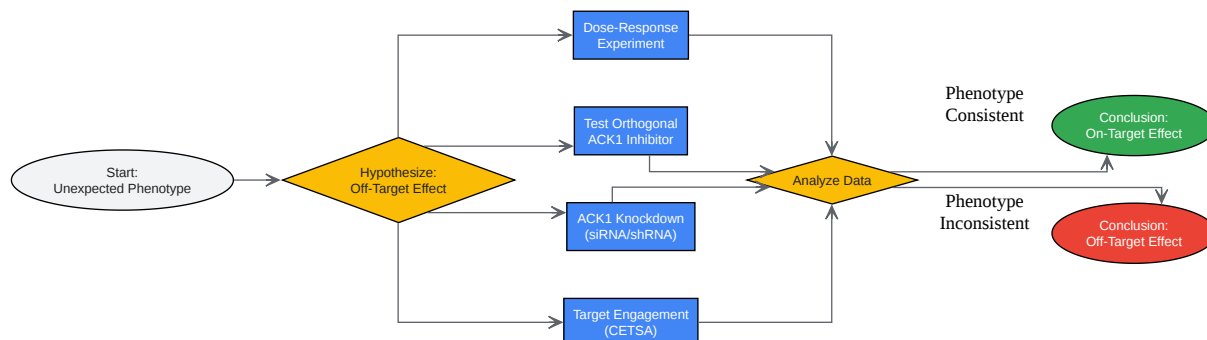 Start:
Unexpected Phenotype
Hypothesize:
Off-Target Effect
Dose-Response
Experiment
Test Orthogonal
ACK1 Inhibitor
ACK1 Knockdown
(siRNA/shRNA)
Target Engagement
(CETSA)
Analyze Data
Phenotype
Consistent
Phenotype
Inconsistent
Conclusion:
On-Target Effect
Conclusion:
Off-Target Effect